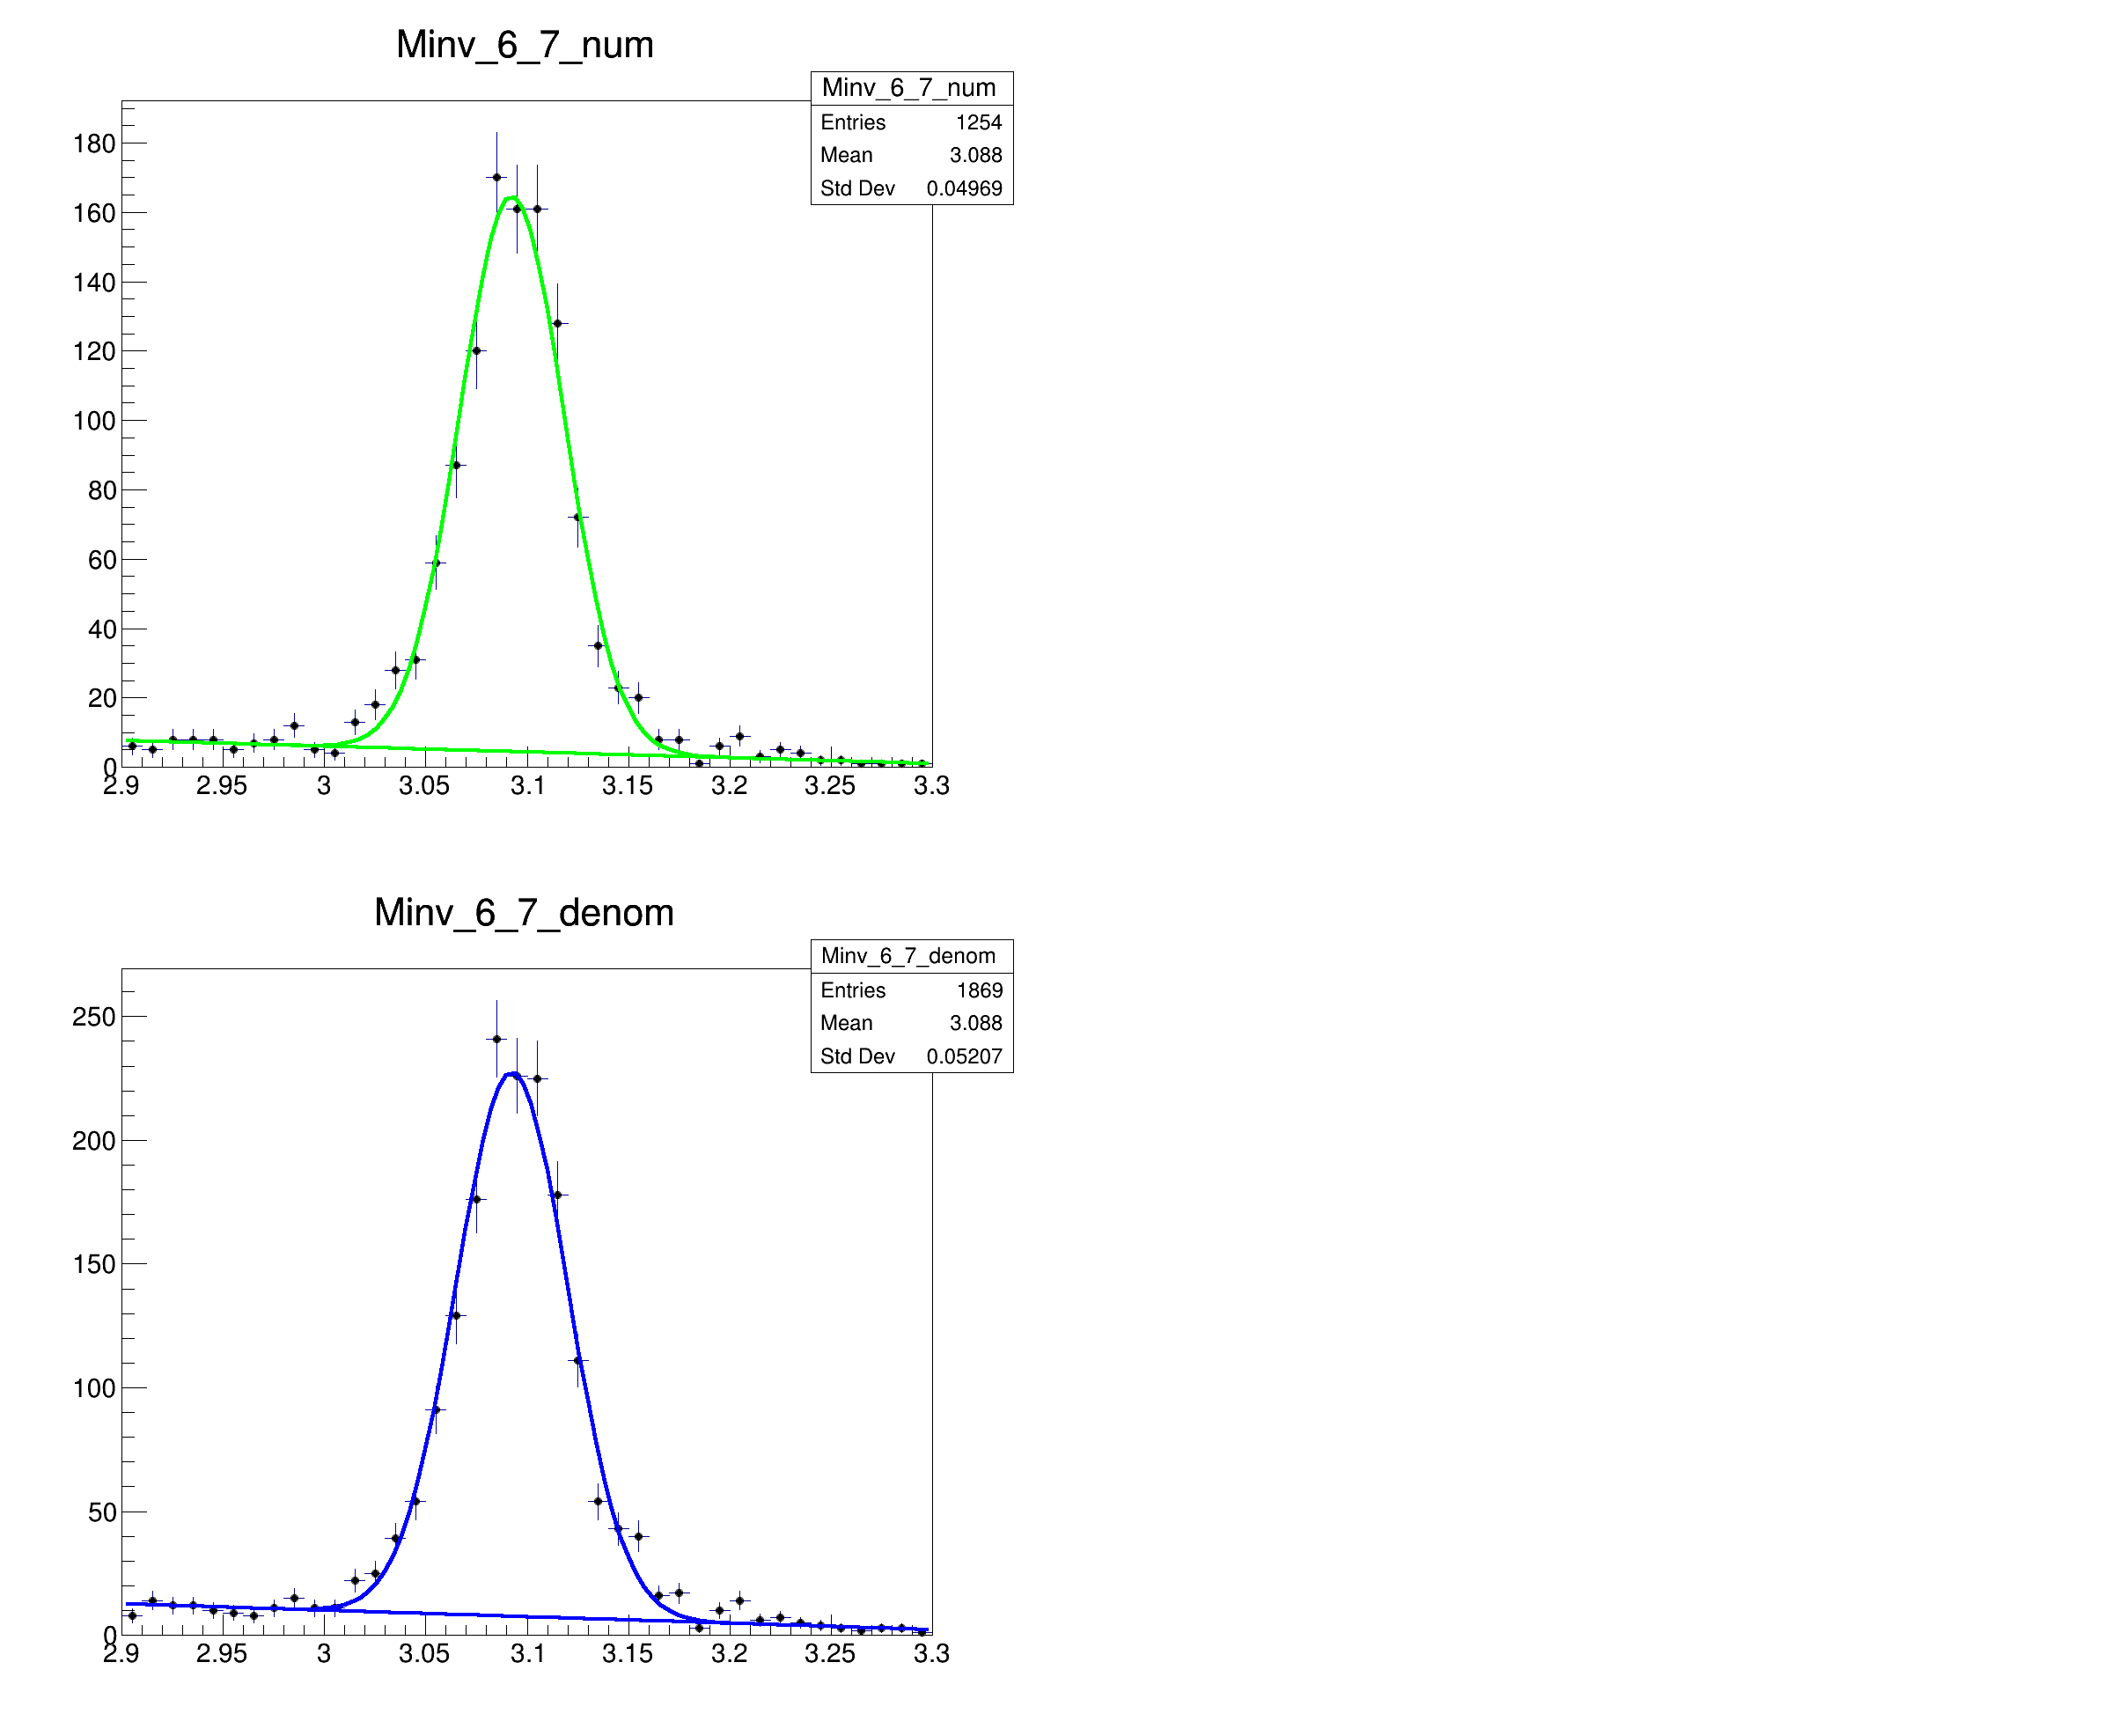 Minv_6_7_num
Minv_6_7_num
Entries 1254
Mean 3.088
Std Dev 0.04969
180
160
140
120
100
80
60
40
20
0
2.9 2.95 3 3.05 3.1 3.15 3.2 3.25 3.3
Minv_6_7_denom
Minv_6_7_denom
Entries 1869
Mean 3.088
Std Dev 0.05207
250
200
150
100
50
0
2.9 2.95 3 3.05 3.1 3.15 3.2 3.25 3.3